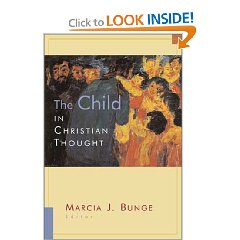 Click to LOOK INSIDE!
The Child
IN
CHRISTIAN
THOUGHT
MARCIA J. BUNGE
Editor